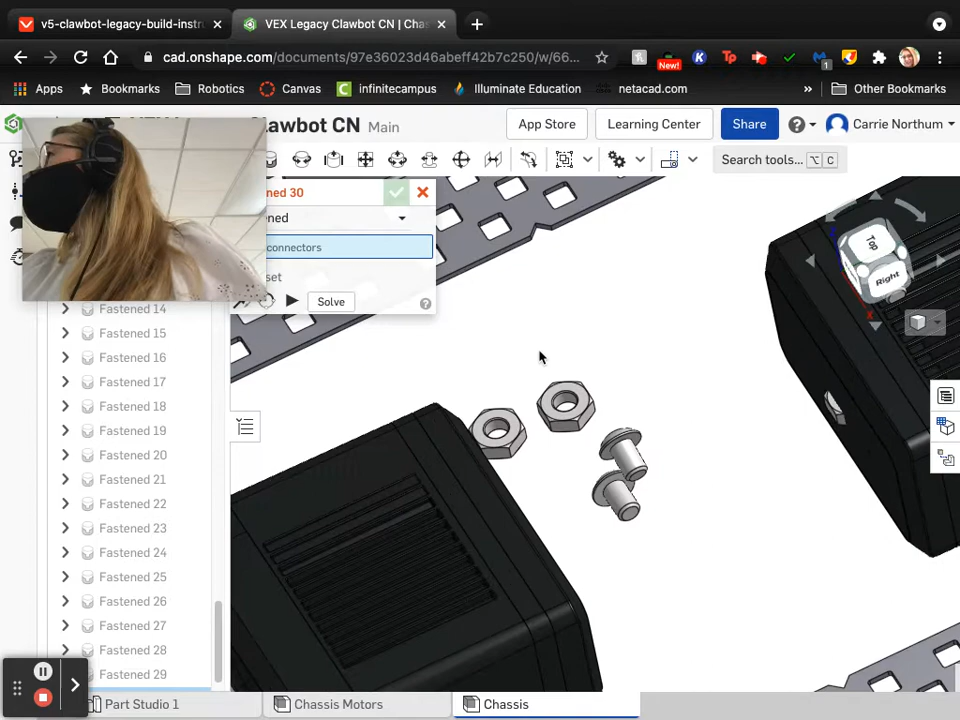 v5-clawbot-legacy-build-instru
VEX Legacy Clawbot CN | Cha
cad.onshape.com/documents/97e36023d46abeff42b7c250/w/66...
New!
K
Tp
1
Apps
Bookmarks
Robotics
Canvas
infinitecampus
Illuminate Education
netacad.com
»
Other Bookmarks
lawbot CN Main
App Store
Learning Center
Share
Carrie Northum
Search tools... ⌥ C
ned 30
ned
connectors
set
Solve
Top
Right
X
Fastened 14
Fastened 15
Fastened 16
Fastened 17
Fastened 18
Fastened 19
Fastened 20
Fastened 21
Fastened 22
Fastened 23
Fastened 24
Fastened 25
Fastened 26
Fastened 27
Fastened 28
Fastened 29
Part Studio 1
Chassis Motors
Chassis